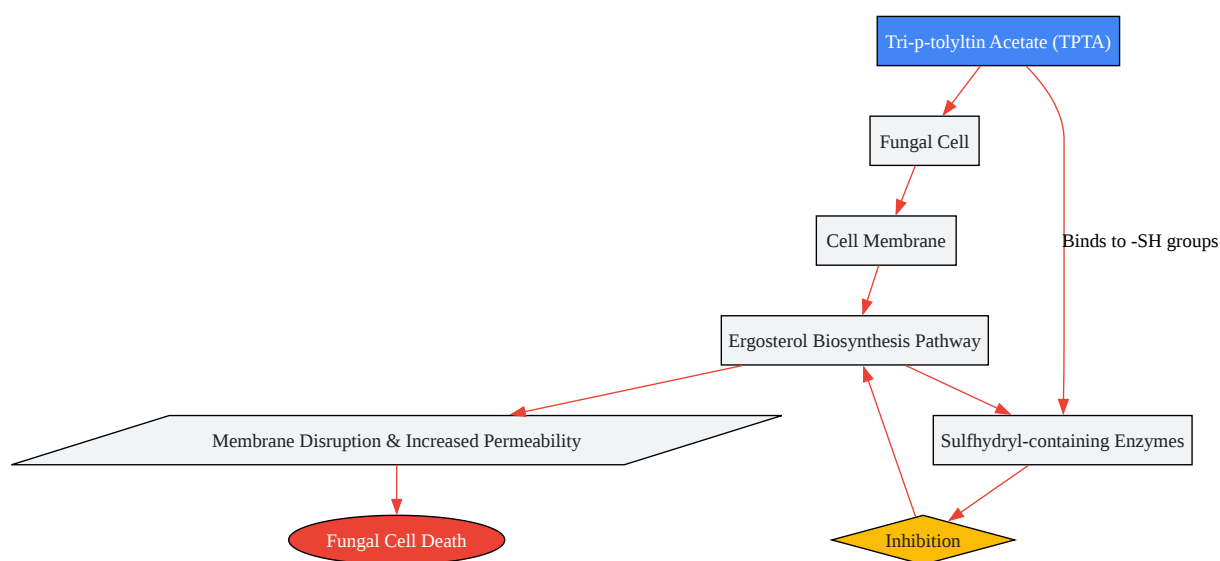 Tri-p-tolyltin Acetate (TPTA)
Fungal Cell
Cell Membrane
Binds to -SH groups
Ergosterol Biosynthesis Pathway
Membrane Disruption & Increased Permeability
Sulfhydryl-containing Enzymes
Fungal Cell Death
Inhibition